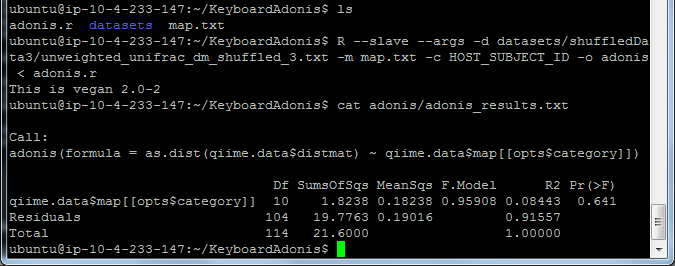 ubuntu@ip-10-4-233-147:~/KeyboardAdonis$ ls
adonis.r  datasets  map.txt
ubuntu@ip-10-4-233-147:~/KeyboardAdonis$ R --slave --args -d datasets/shuffledDa
ta3/unweighted_unifrac_dm_shuffled_3.txt -m map.txt -c HOST_SUBJECT_ID -o adonis
 < adonis.r
This is vegan 2.0-2
ubuntu@ip-10-4-233-147:~/KeyboardAdonis$ cat adonis/adonis_results.txt
Call:
adonis(formula = as.dist(qiime.data$distmat) ~ qiime.data$map[[opts$category]])
Df SumsOfSqs MeanSqs F.Model      R2 Pr(>F)
qiime.data$map[[opts$category]]  10    1.8238 0.18238 0.95908 0.08443  0.641
Residuals                       104   19.7763 0.19016         0.91557
Total                           114   21.6000                 1.00000
ubuntu@ip-10-4-233-147:~/KeyboardAdonis$